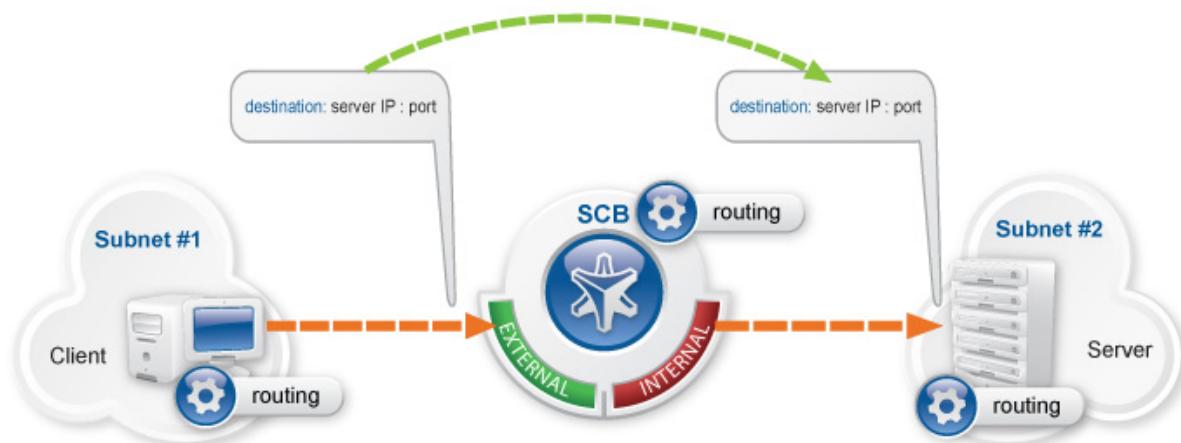 destination: server IP : port
destination: server IP : port
SCB
routing
Subnet #1
Subnet #2
EXTERNAL
INTERNAL
Client
Server
routing
routing